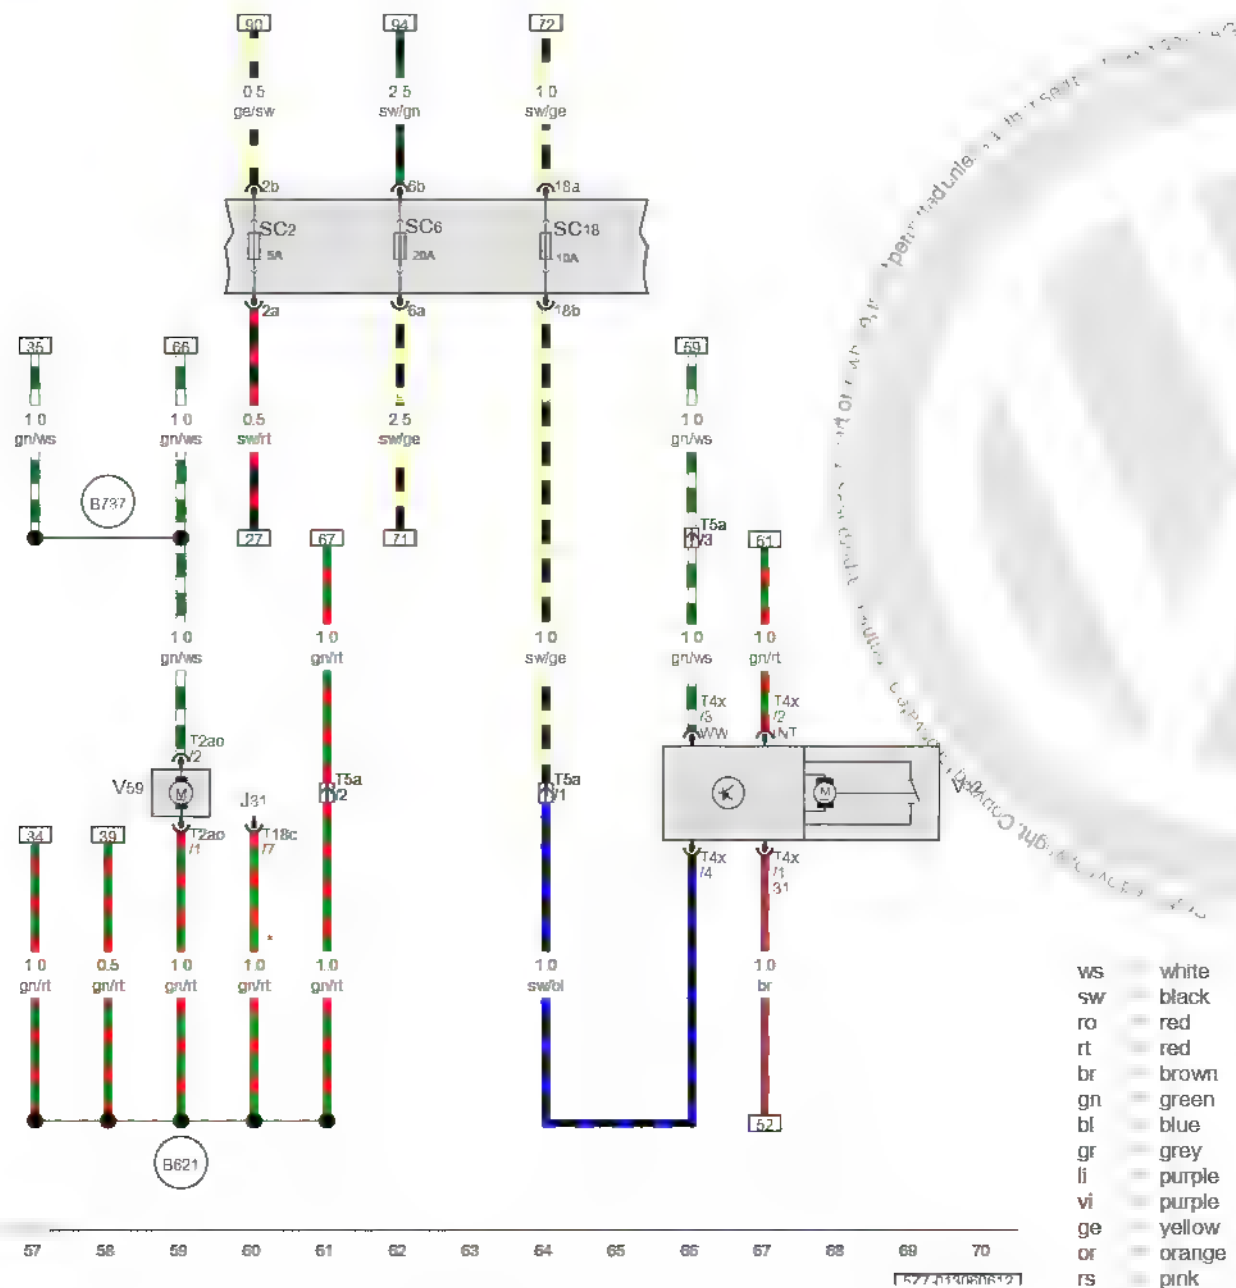 90 94 72
0.5 2.5 1.0
ge/sw sw/gn sw/ge
2b 6b 18a
SC2 SC6 SC18
5A 20A 10A
2a 6a 18b
35 66 59
1.0 1.0 0.5 2.5 1.0
gn/ws gn/ws sw/rt sw/ge gn/ws
B737
T5a
/3
27 67 71 61
1.0 1.0 1.0 1.0 1.0
gn/ws gn/rt sw/ge gn/ws gn/rt
T4x T4x
/3 /2
WW INT
T2ao
/2
V59 M J31
T5a T5a
/2 /1
M
34 39
T2ao T18c
/1 /7
T4x T4x
/4 /1
31
*
1.0 0.5 1.0 1.0 1.0 1.0 1.0
gn/rt gn/rt gn/rt gn/rt gn/rt sw/bl br
52
B621
ws = white
sw = black
ro = red
rt = red
br = brown
gn = green
bl = blue
gr = grey
li = purple
vi = purple
ge = yellow
or = orange
rs = pink
57 58 59 60 61 62 63 64 65 66 67 68 69 70
5Z7-013060612